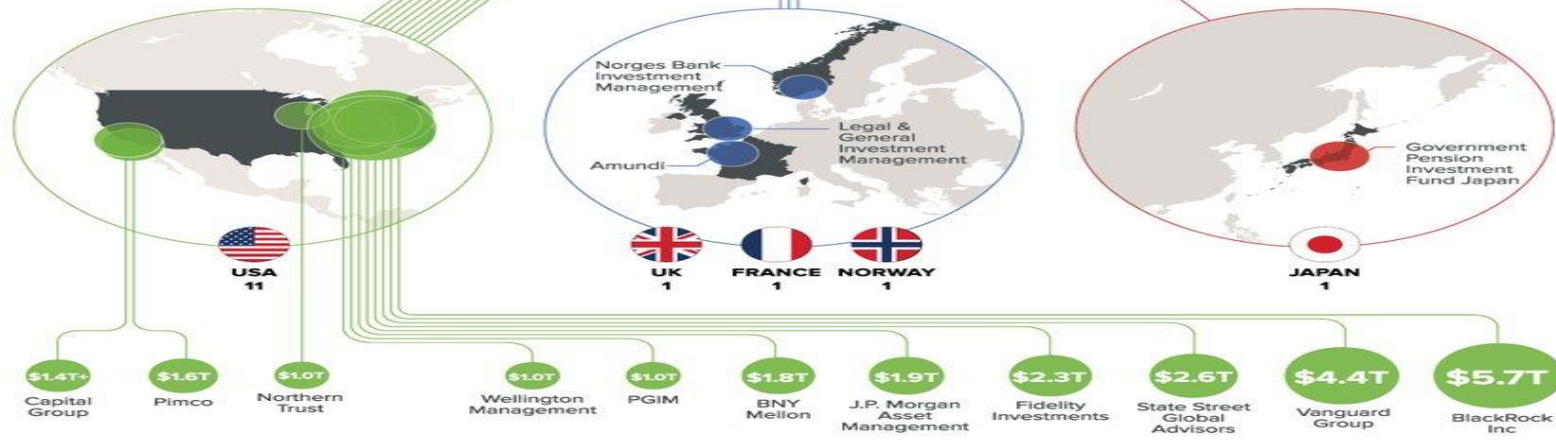 Norges Bank
Investment
Management
Legal &
General
Investment
Management
Amundi
Government
Pension
Investment
Fund Japan
USA
11
UK
1
FRANCE
1
NORWAY
1
JAPAN
1
$1.4T+
Capital
Group
$1.6T
Pimco
$1.0T
Northern
Trust
$1.0T
Wellington
Management
$1.0T
PGIM
$1.8T
BNY
Mellon
$1.9T
J.P. Morgan
Asset
Management
$2.3T
Fidelity
Investments
$2.6T
State Street
Global
Advisors
$4.4T
Vanguard
Group
$5.7T
BlackRock
Inc